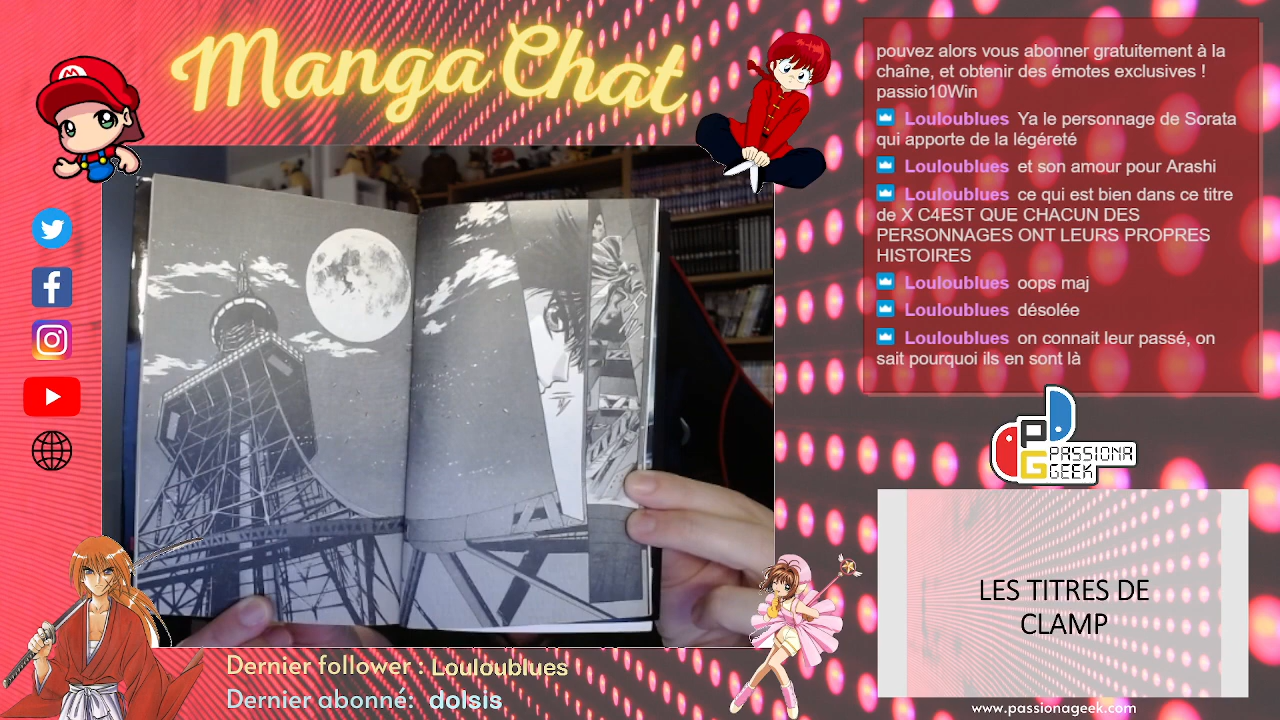 Manga Chat
pouvez alors vous abonner gratuitement à la
chaîne, et obtenir des émotes exclusives !
passio10Win
Louloublues Ya le personnage de Sorata
qui apporte de la légéreté
Louloublues et son amour pour Arashi
Louloublues ce qui est bien dans ce titre
de X C4EST QUE CHACUN DES
PERSONNAGES ONT LEURS PROPRES
HISTOIRES
Louloublues oops maj
Louloublues désolée
Louloublues on connait leur passé, on
sait pourquoi ils en sont là
PG
PASSIONA
GEEK
LES TITRES DE
CLAMP
Dernier follower : Louloublues
Dernier abonné: dolsis
www.passionageek.com